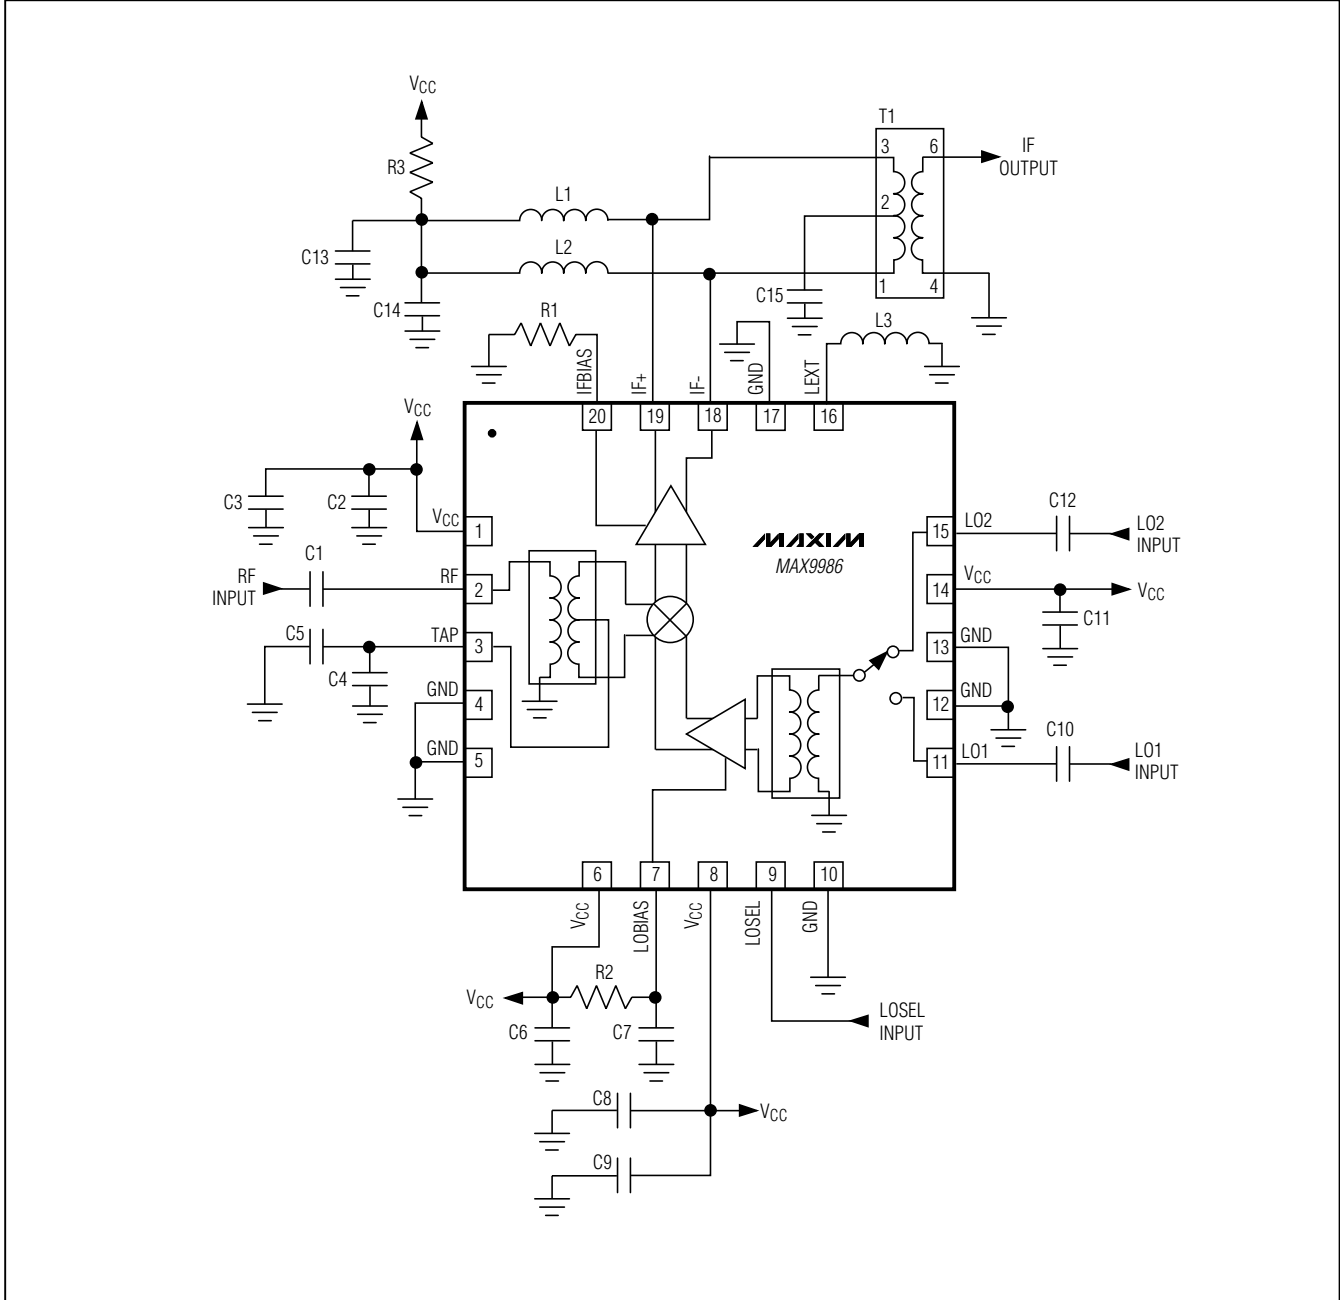 VCC
T1
R3
3
6
IF
OUTPUT
L1
2
L2
C13
C15
1
4
C14
R1
L3
IFBIAS
IF+
IF-
GND
LEXT
VCC
20
19
18
17
16
C3
C2
VCC
1
C12
LO2
15
LO2
INPUT
MAXIM
MAX9986
C1
RF
INPUT
RF
2
VCC
14
VCC
C11
C5
TAP
3
GND
13
C4
GND
4
GND
12
C10
GND
5
LO1
11
LO1
INPUT
6
7
8
9
10
VCC
LOBIAS
VCC
LOSEL
GND
R2
VCC
LOSEL
INPUT
C6
C7
C8
VCC
C9